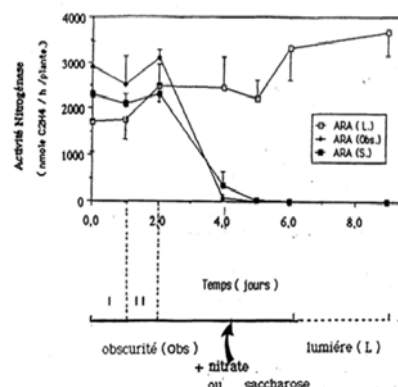 Activité Nitrogénase
(nmole C2H4 / h /plante.)
4000
3000
2000
1000
0
ARA (L.)
ARA (Obs.)
ARA (S.)
0,0
2,0
4,0
6,0
8,0
Temps (jours)
I
II
obscurité (Obs)
lumiére (L)
+ nitrate
ou saccharose